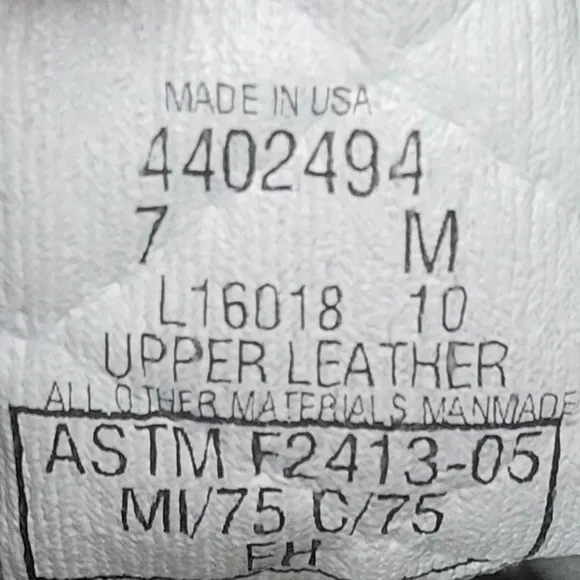 MADE IN USA
4402494
7 M
L16018 10
UPPER LEATHER
ALL OTHER MATERIALS MANMADE
ASTM F2413-05
MI/75 C/75
EH